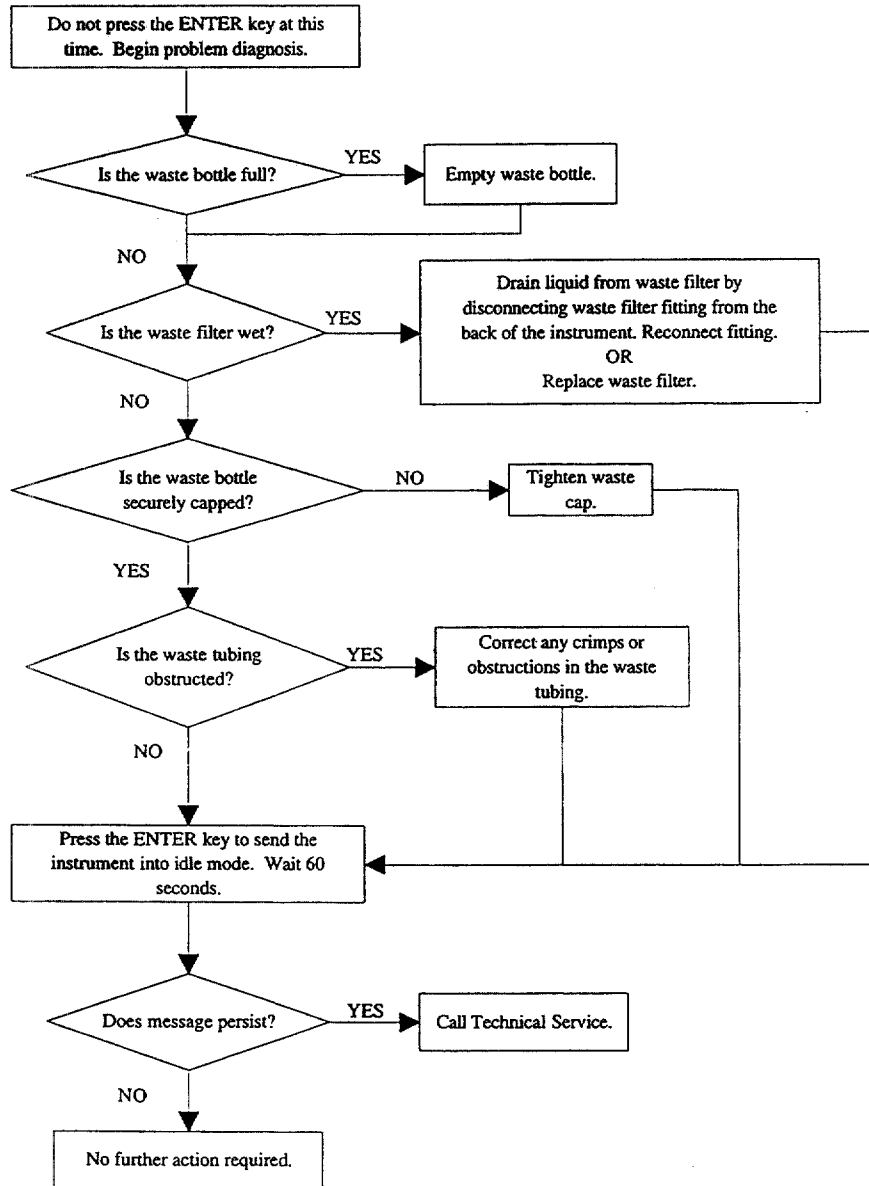 Do not press the ENTER key at this
time. Begin problem diagnosis.
Is the waste bottle full?
YES
Empty waste bottle.
NO
Is the waste filter wet?
YES
Drain liquid from waste filter by
disconnecting waste filter fitting from the
back of the instrument. Reconnect fitting.
OR
Replace waste filter.
NO
Is the waste bottle
securely capped?
NO
Tighten waste
cap.
YES
Is the waste tubing
obstructed?
YES
Correct any crimps or
obstructions in the waste
tubing.
NO
Press the ENTER key to send the
instrument into idle mode. Wait 60
seconds.
Does message persist?
YES
Call Technical Service.
NO
No further action required.